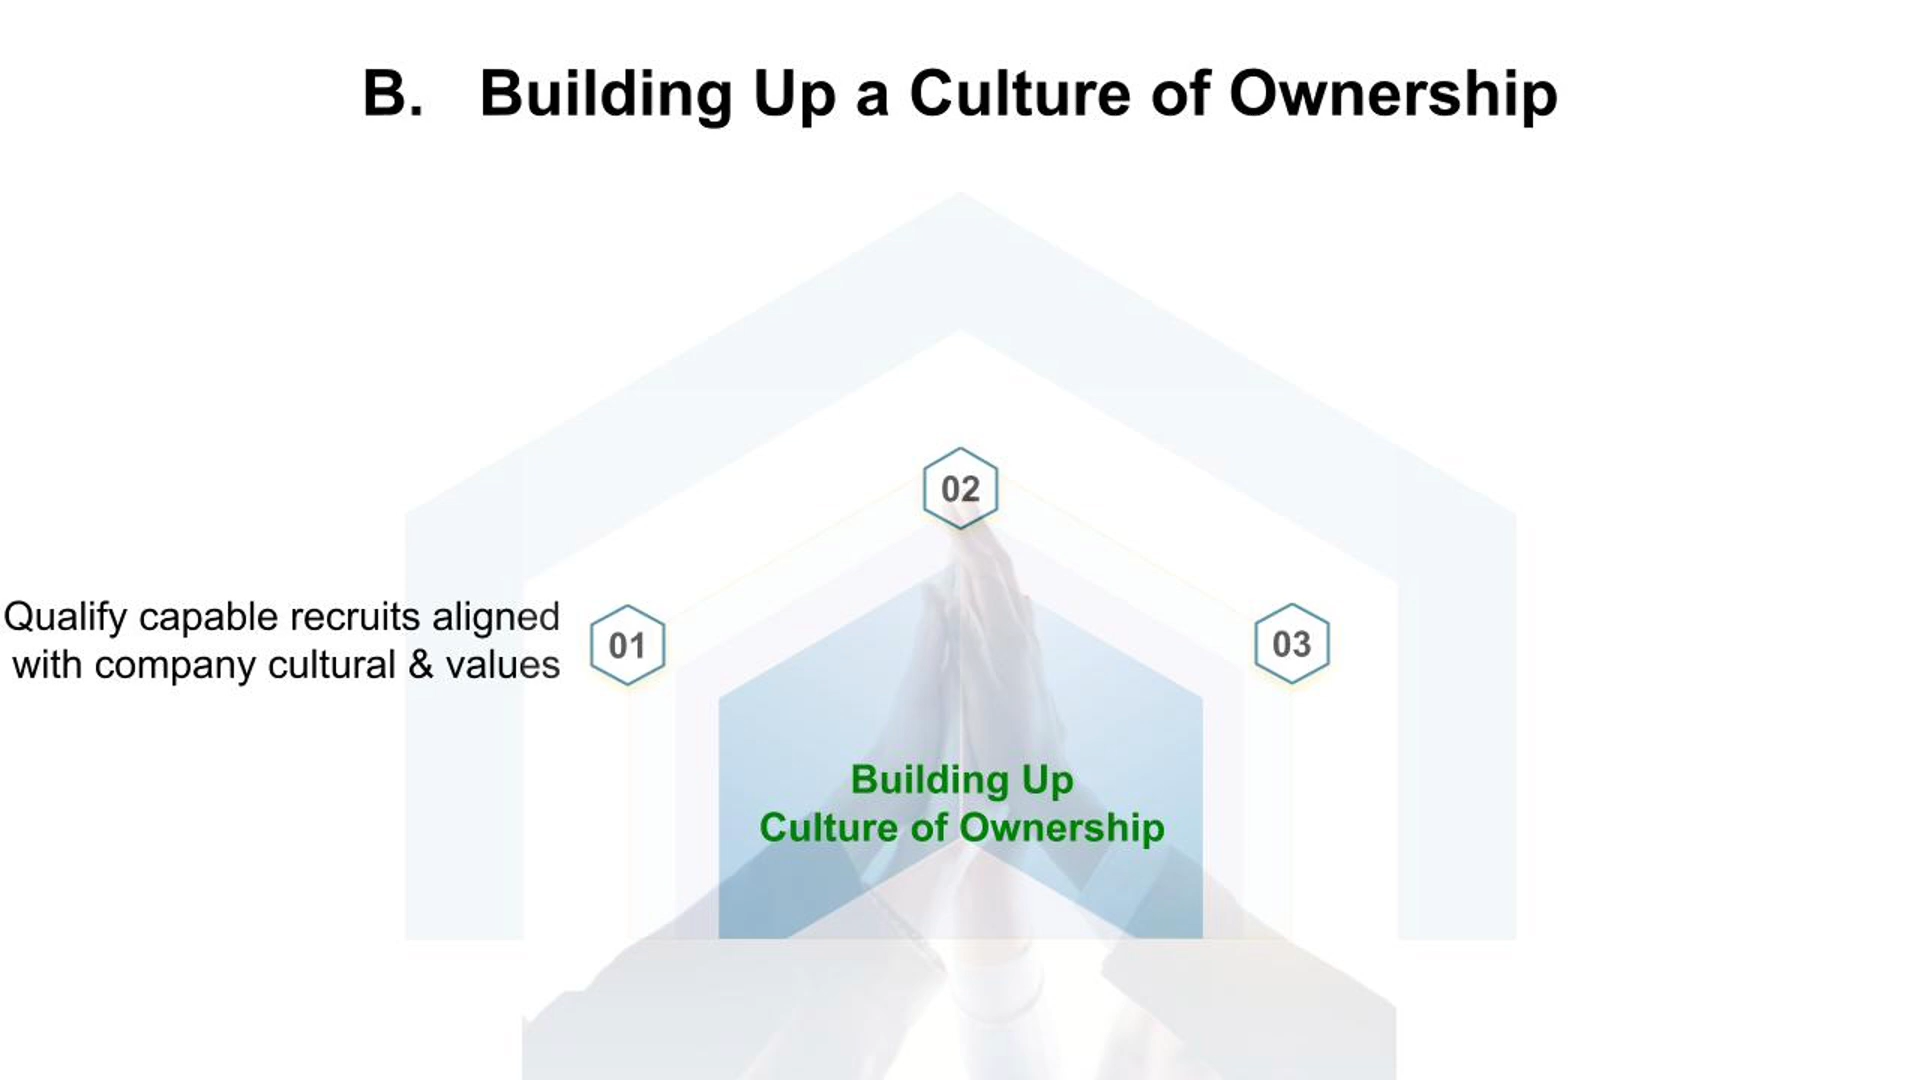 B. Building Up a Culture of Ownership
02
Qualify capable recruits aligned
with company cultural & values
01
03
Building Up
Culture of Ownership